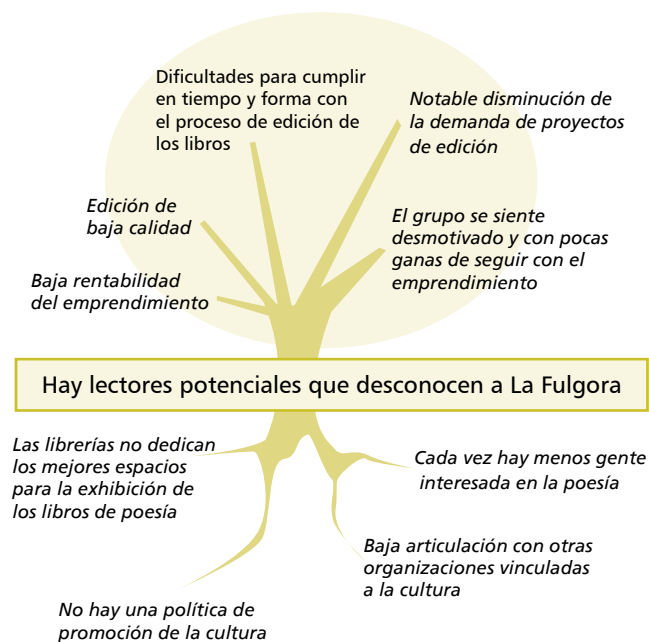 Dificultades para cumplir
en tiempo y forma con
el proceso de edición de
los libros
Notable disminución de
la demanda de proyectos
de edición
Edición de
baja calidad
El grupo se siente
desmotivado y con pocas
ganas de seguir con el
emprendimiento
Baja rentabilidad
del emprendimiento
Hay lectores potenciales que desconocen a La Fulgora
Las librerías no dedican
los mejores espacios
para la exhibición de
los libros de poesía
Cada vez hay menos gente
interesada en la poesía
Baja articulación con otras
organizaciones vinculadas
a la cultura
No hay una política de
promoción de la cultura